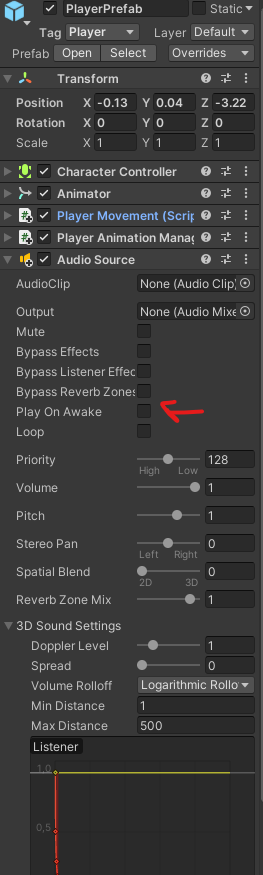 PlayerPrefab Static
Tag Player Layer Default
Prefab Open Select Overrides
Transform
Position X -0.13 Y 0.04 Z -3.22
Rotation X 0 Y 0 Z 0
Scale X 1 Y 1 Z 1
Character Controller
Animator
# Player Movement (Scrip
# Player Animation Manag
Audio Source
AudioClip None (Audio Clip)
Output None (Audio Mixe
Mute
Bypass Effects
Bypass Listener Effec
Bypass Reverb Zones
Play On Awake
Loop
Priority 128
High Low
Volume 1
Pitch 1
Stereo Pan 0
Left Right
Spatial Blend 0
2D 3D
Reverb Zone Mix 1
3D Sound Settings
Doppler Level 1
Spread 0
Volume Rolloff Logarithmic Rollo
Min Distance 1
Max Distance 500
Listener
1,0
0,5